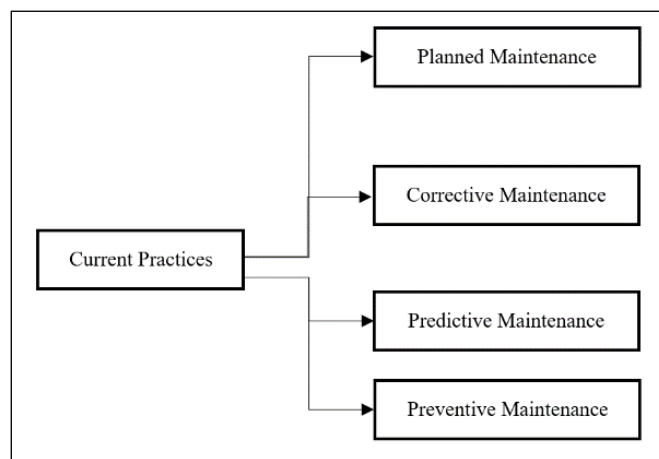 Planned Maintenance
Corrective Maintenance
Current Practices
Predictive Maintenance
Preventive Maintenance